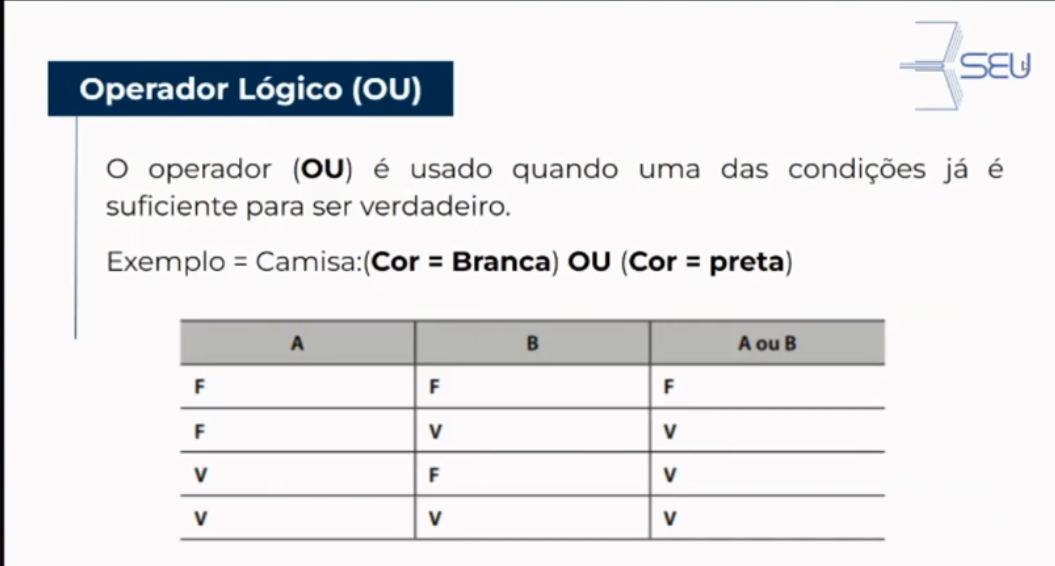 SEU
Operador Lógico (OU)
O operador (OU) é usado quando uma das condições já é
suficiente para ser verdadeiro.
Exemplo = Camisa:(Cor = Branca) OU (Cor = preta)
A B A ou B
F F F
F V V
V F V
V V V